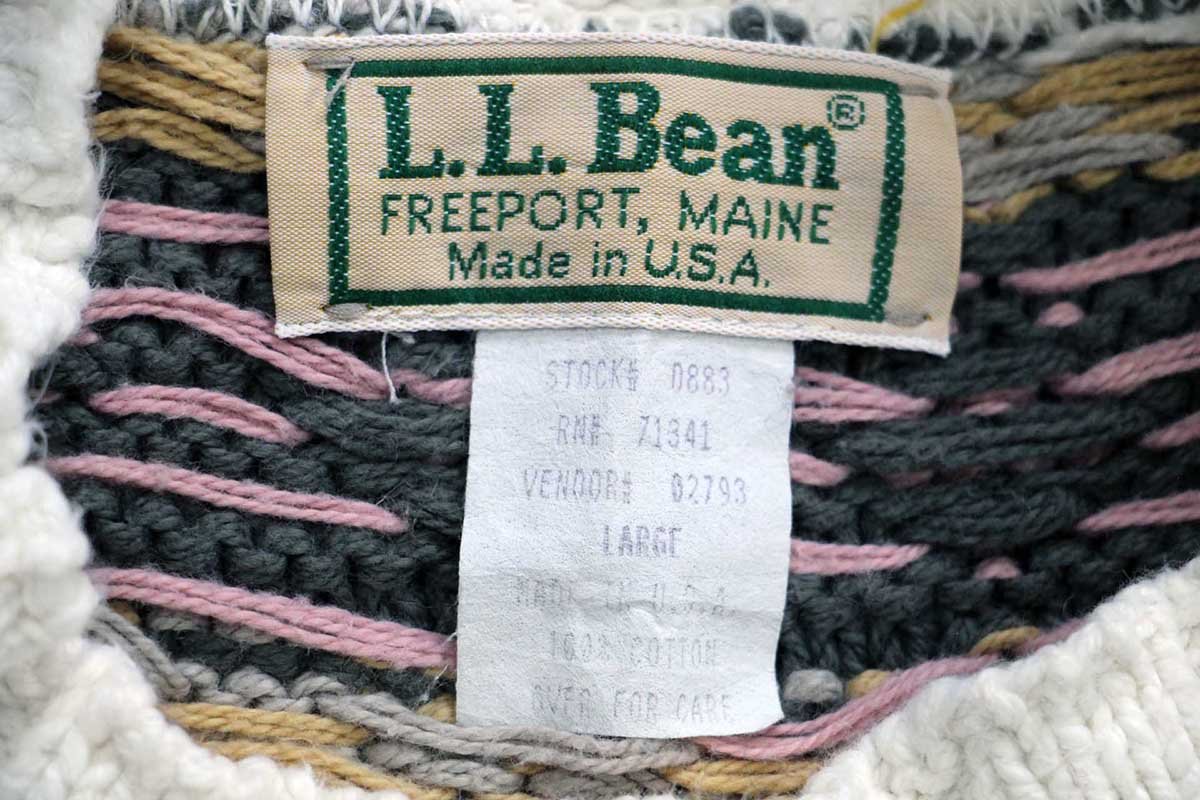 L.L.Bean®
FREEPORT, MAINE
Made in U.S.A.
STOCK# 0883
RN# 71341
VENDOR# 02793
LARGE
MADE IN U.S.A
100% COTTON
OVER FOR CARE